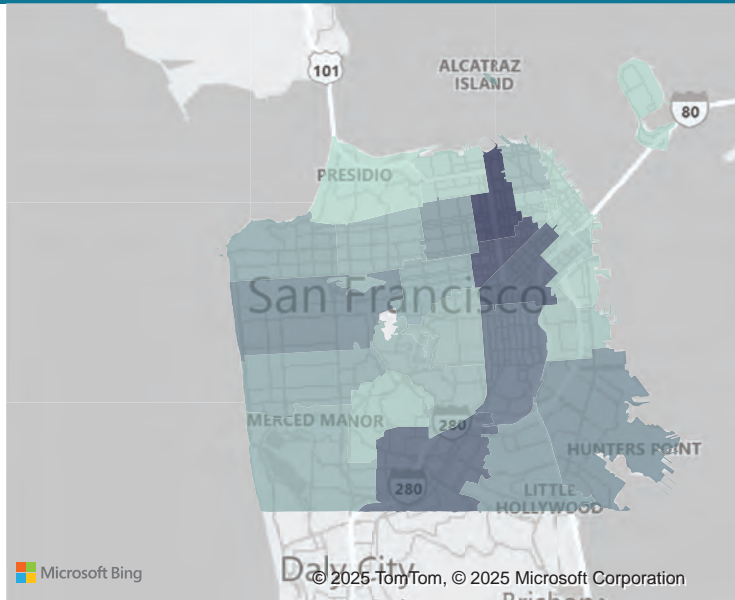 101
ALCATRAZ
ISLAND
80
PRESIDIO
San Francisco
MERCED MANOR
280
HUNTERS POINT
280
LITTLE
HOLLYWOOD
Daly City
Microsoft Bing
© 2025 TomTom, © 2025 Microsoft Corporation